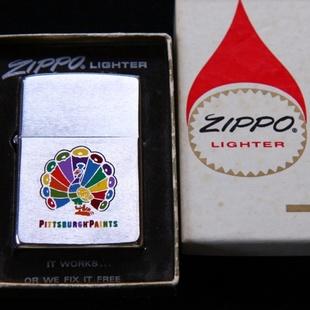 ZIPPO® LIGHTER
PITTSBURGH PAINTS
IT WORKS...
OR WE FIX IT FREE
ZIPPO®
LIGHTER